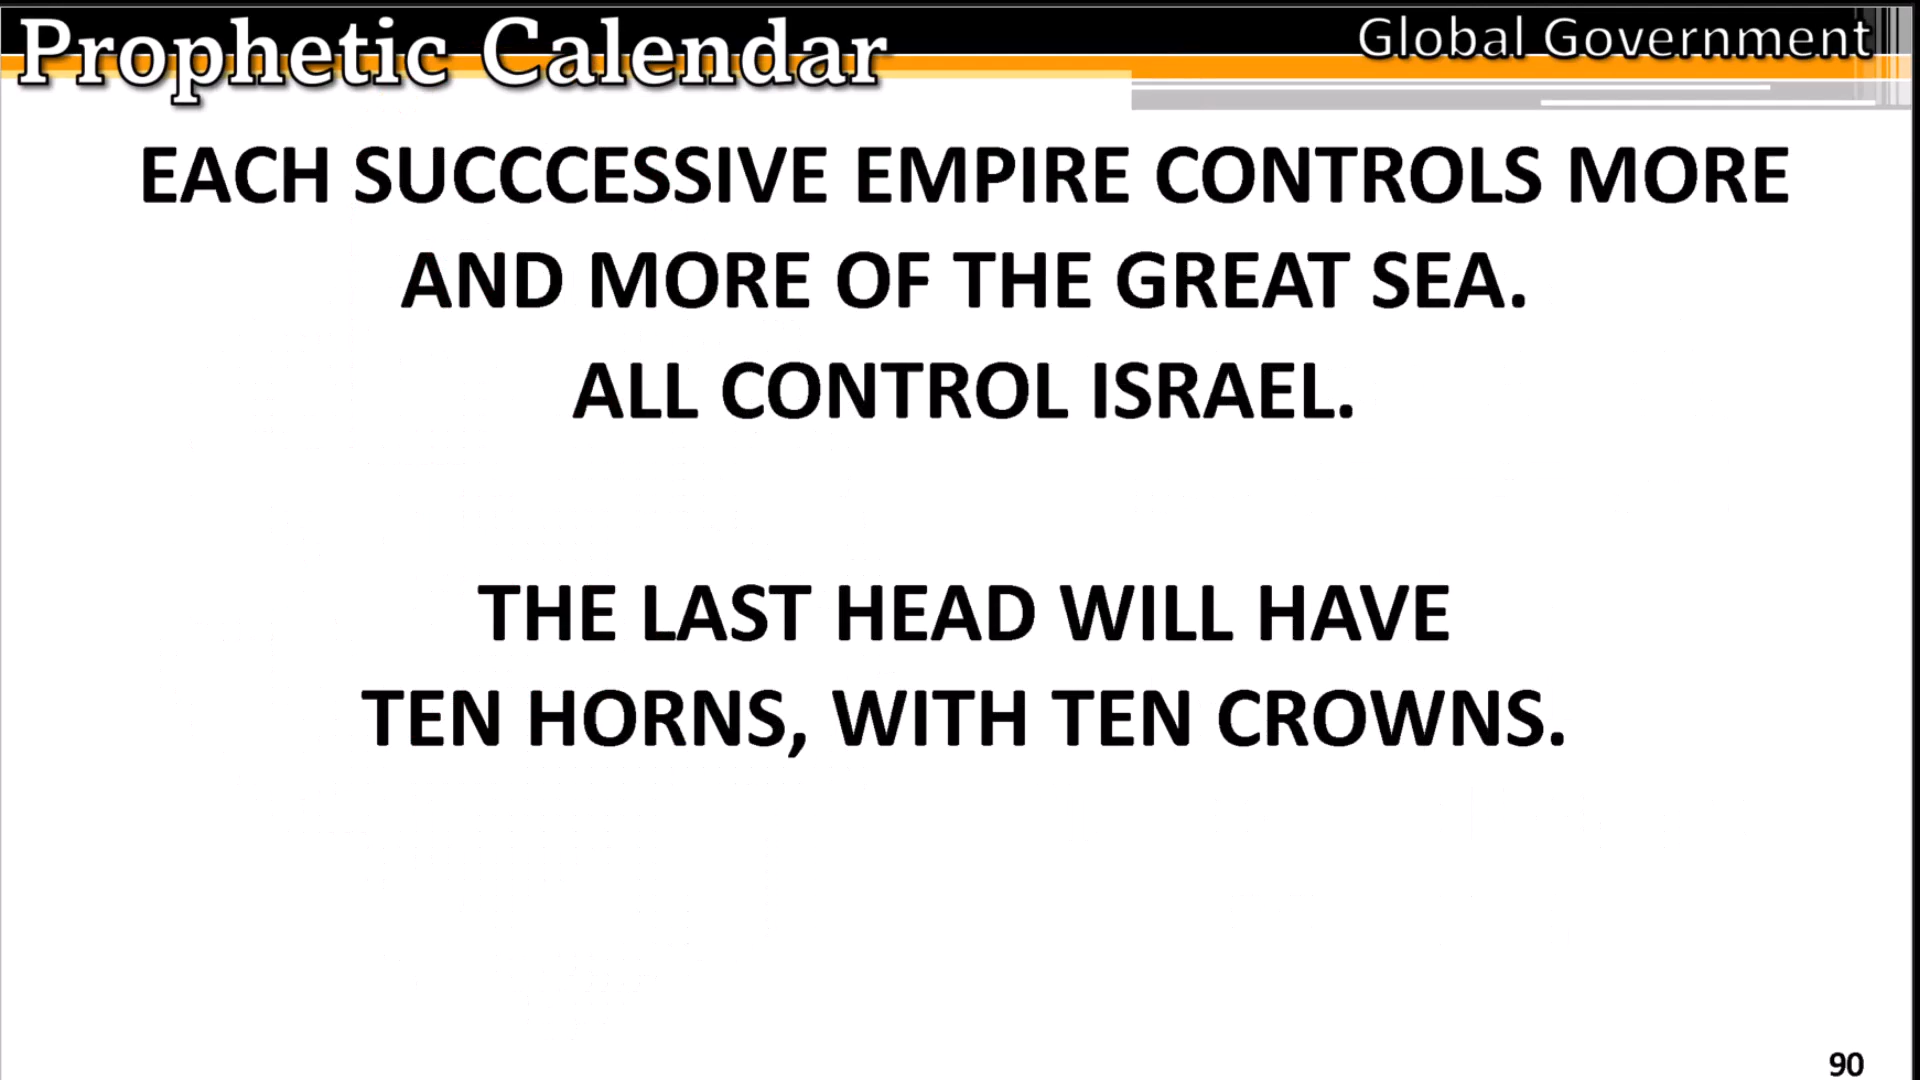 Prophetic Calendar
Global Government
EACH SUCCCESSIVE EMPIRE CONTROLS MORE
AND MORE OF THE GREAT SEA.
ALL CONTROL ISRAEL.
THE LAST HEAD WILL HAVE
TEN HORNS, WITH TEN CROWNS.
90